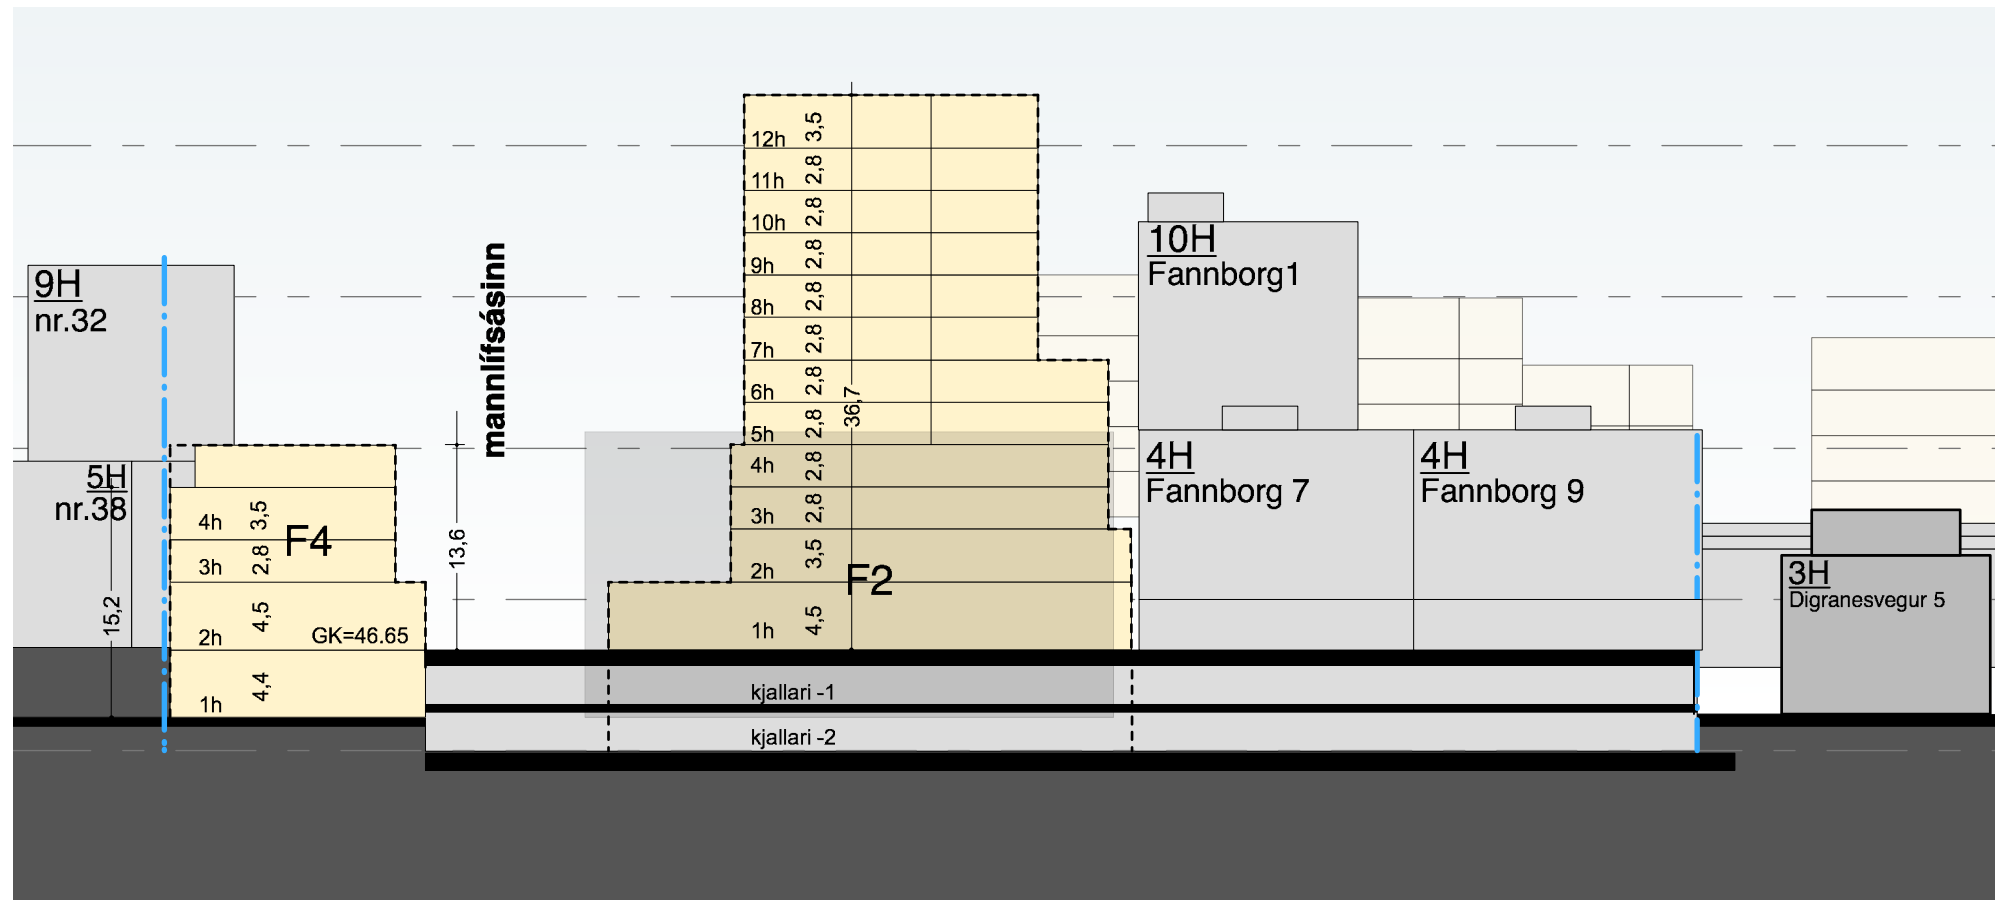 9H
nr.32
5H
nr.38
15,2
4h 3,5
F4
3h 2,8
2h 4,5
GK=46.65
1h 4,4
13,6
mannlífsásinn
12h 3,5
11h 2,8
10h 2,8
9h 2,8
8h 2,8
7h 2,8
6h 2,8
36,7
5h 2,8
4h 2,8
3h 2,8
2h 3,5
F2
1h 4,5
kjallari -1
kjallari -2
10H
Fannborg1
4H
Fannborg 7
4H
Fannborg 9
3H
Digranesvegur 5